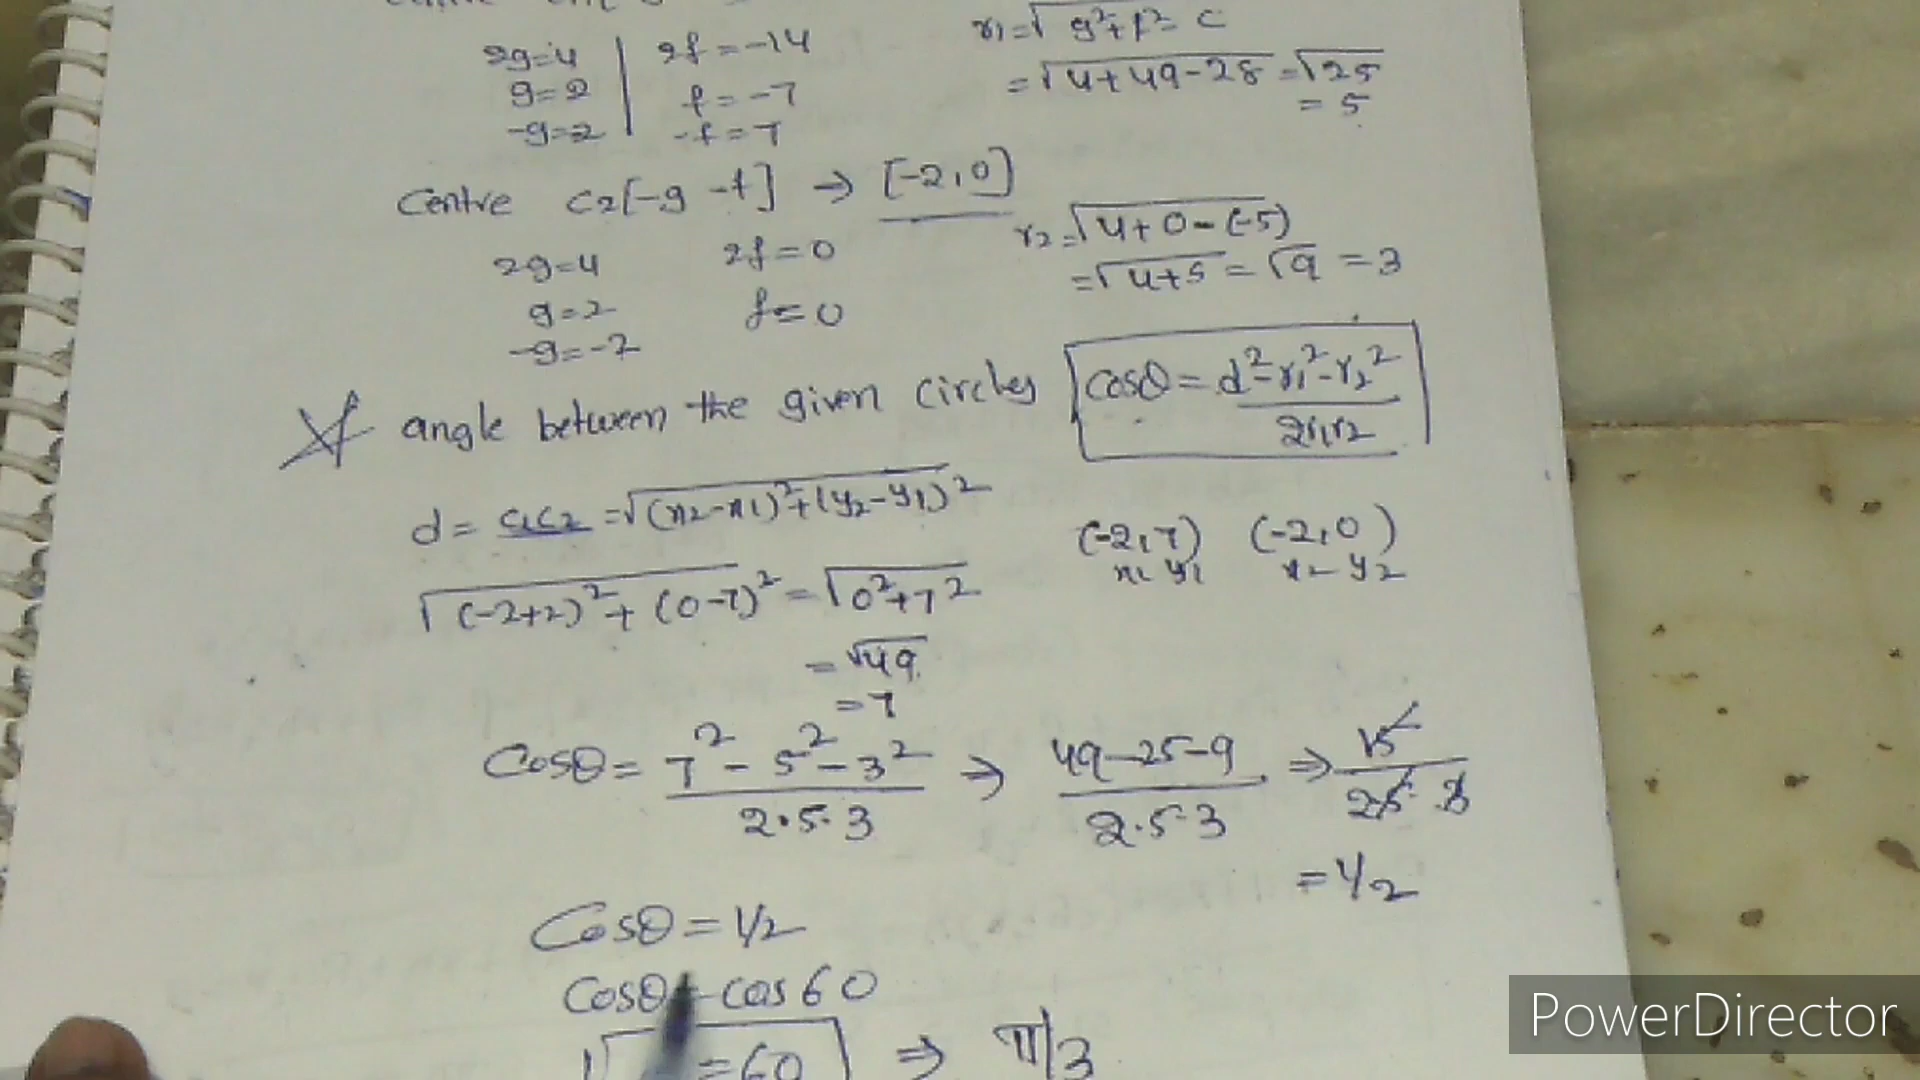 2g=4 | 2f=-14
g=2 | f=-7
-g=2 | -f=7
r1=√g²+f²-c
=√4+49-28 =√25
= 5
Centre C2[-g -f] → [-2,0]
2g=4 2f=0
g=2 f=0
-g=-2
r2=√4+0-(-5)
=√4+5 =√9 =3
angle between the given circles cosθ= d²-r1²-r2² / 2r1r2
d= C1C2 =√(x2-x1)²+(y2-y1)²
(-2,7) (-2,0)
x1 y1 x2 y2
√(-2+2)²+(0-7)² =√0²+7²
=√49
=7
Cosθ= 7²-5²-3² / 2.5.3 ⇒ 49-25-9 / 2.5.3 ⇒ 15 / 2.5.3
=1/2
Cosθ=1/2
Cosθ=cos60
=60 ⇒ π/3
PowerDirector